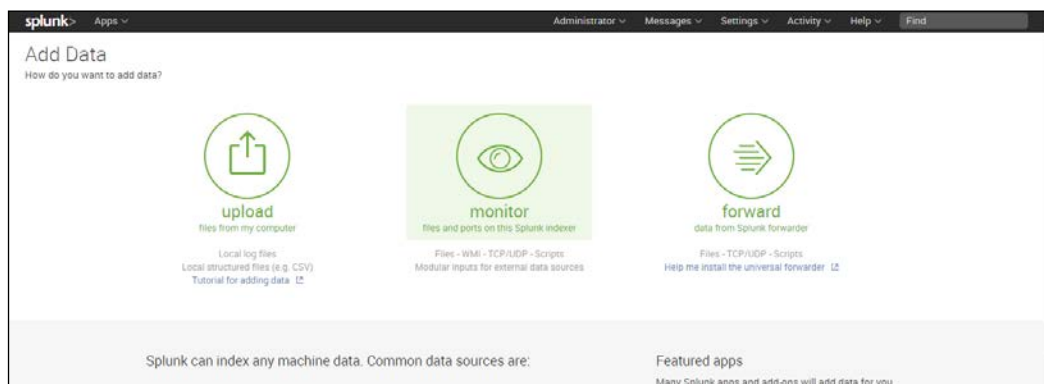 splunk> Apps Administrator Messages Settings Activity Help Find
Add Data
How do you want to add data?
upload
files from my computer
Local log files
Local structured files (e.g. CSV)
Tutorial for adding data
monitor
files and ports on this Splunk indexer
Files - WMI - TCP/UDP - Scripts
Modular inputs for external data sources
forward
data from Splunk forwarder
Files - TCP/UDP - Scripts
Help me install the universal forwarder
Splunk can index any machine data. Common data sources are:
Featured apps
Many Splunk apps and add-ons will add data for you